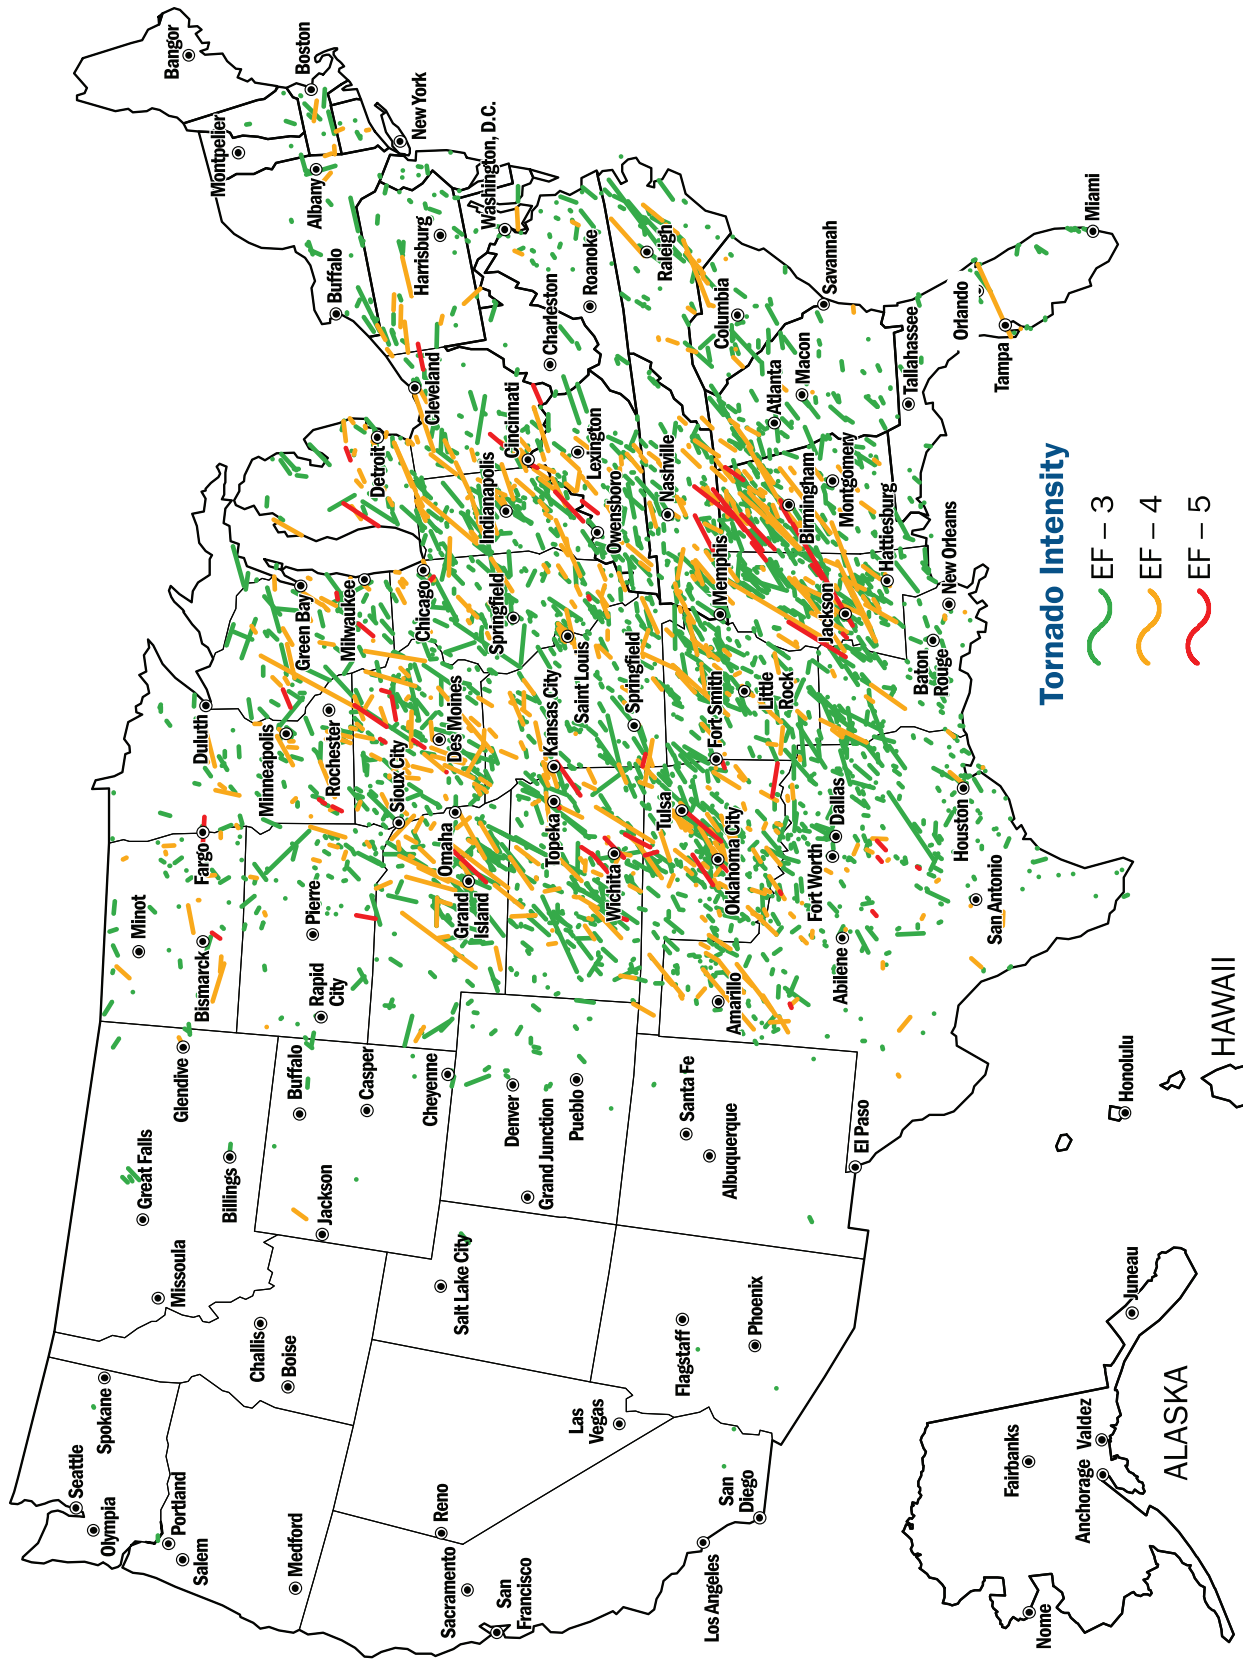 Seattle
Olympia
Spokane
Portland
Salem
Medford
Missoula
Great Falls
Billings
Glendive
Challis
Boise
Jackson
Buffalo
Casper
Cheyenne
Reno
Sacramento
San
Francisco
Los Angeles
San
Diego
Las
Vegas
Salt Lake City
Grand Junction
Denver
Pueblo
Flagstaff
Phoenix
Santa Fe
Albuquerque
El Paso
Minot
Bismarck
Fargo
Rapid
City
Pierre
Grand
Island
Omaha
Sioux City
Duluth
Minneapolis
Rochester
Des Moines
Topeka
Wichita
Kansas City
Saint Louis
Springfield
Tulsa
Oklahoma City
Amarillo
Abilene
Fort Worth
Dallas
Houston
San Antonio
Fort Smith
Little
Rock
Baton
Rouge
New Orleans
Green Bay
Milwaukee
Chicago
Springfield
Indianapolis
Detroit
Cleveland
Cincinnati
Lexington
Owensboro
Nashville
Memphis
Jackson
Hattiesburg
Birmingham
Montgomery
Atlanta
Macon
Savannah
Columbia
Raleigh
Charleston
Roanoke
Washington, D.C.
Harrisburg
Buffalo
Albany
New York
Boston
Montpelier
Bangor
Tallahassee
Orlando
Tampa
Miami
Nome
Fairbanks
Anchorage
Valdez
Juneau
ALASKA
Honolulu
HAWAII
Tornado Intensity
EF – 3
EF – 4
EF – 5